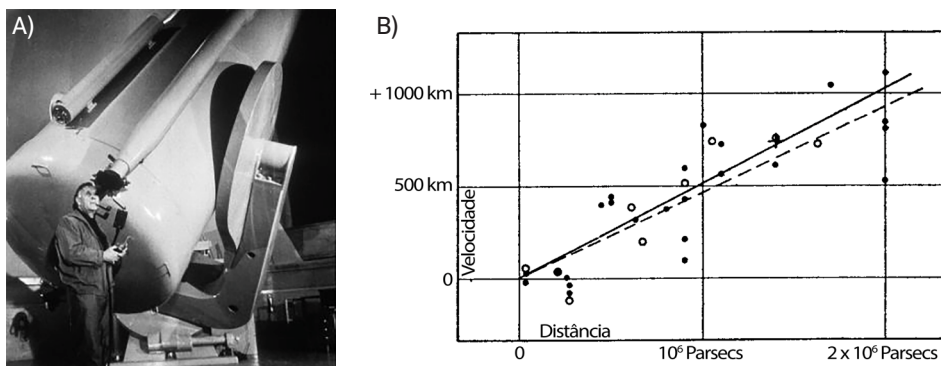 A)
B)
+ 1000 km
500 km
0
Velocidade
Distância
0
10⁶ Parsecs
2 x 10⁶ Parsecs